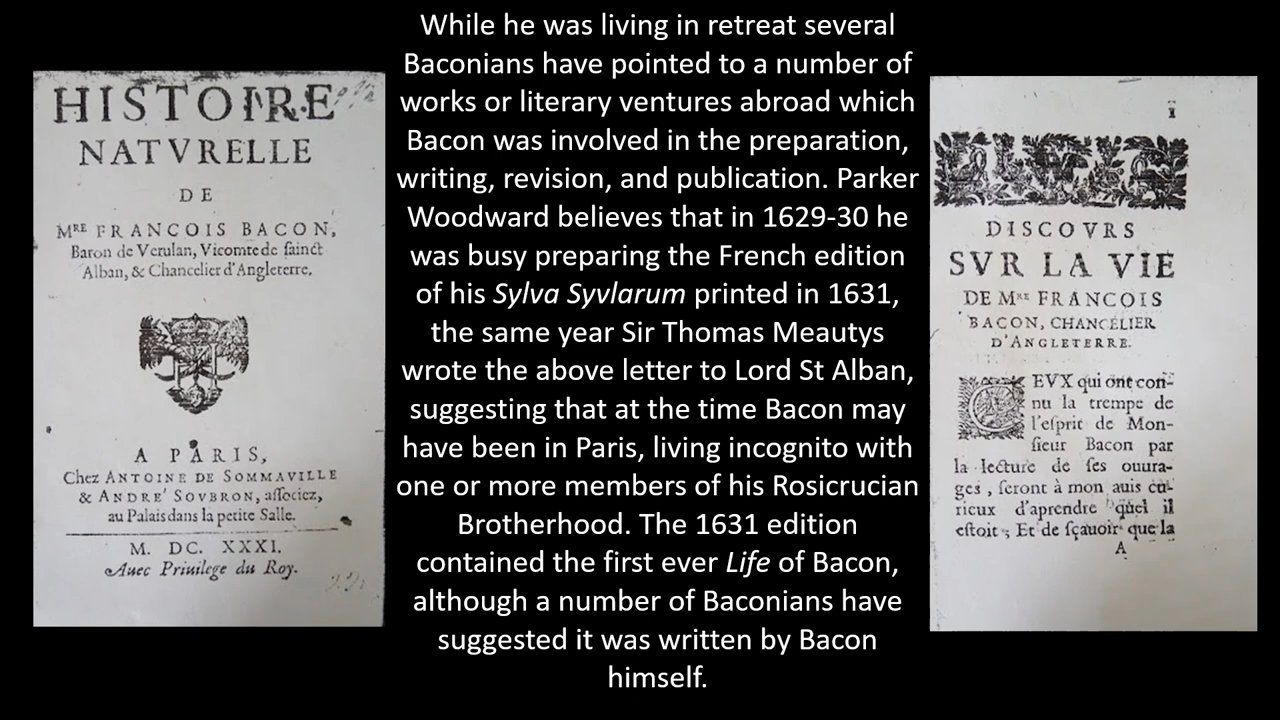 HISTOIRE
NATVRELLE
DE
MRE FRANCOIS BACON,
Baron de Verulan, Vicomte de sainct
Alban, & Chancelier d'Angleterre.
A PARIS,
Chez ANTOINE DE SOMMAVILLE
& ANDRE' SOVBRON, associez,
au Palais dans la petite Salle.
M. DC. XXXI.
Auec Priuilege du Roy.
While he was living in retreat several
Baconians have pointed to a number of
works or literary ventures abroad which
Bacon was involved in the preparation,
writing, revision, and publication. Parker
Woodward believes that in 1629-30 he
was busy preparing the French edition
of his Sylva Syvlarum printed in 1631,
the same year Sir Thomas Meautys
wrote the above letter to Lord St Alban,
suggesting that at the time Bacon may
have been in Paris, living incognito with
one or more members of his Rosicrucian
Brotherhood. The 1631 edition
contained the first ever Life of Bacon,
although a number of Baconians have
suggested it was written by Bacon
himself.
1
DISCOVRS
SVR LA VIE
DE MRE FRANCOIS
BACON, CHANCELIER
D'ANGLETERRE.
CEVX qui ont con-
nu la trempe de
l'esprit de Mon-
sieur Bacon par
la lecture de ses ouura-
ges, seront à mon auis cu-
rieux d'aprendre quel il
estoit; Et de sçauoir que la
A